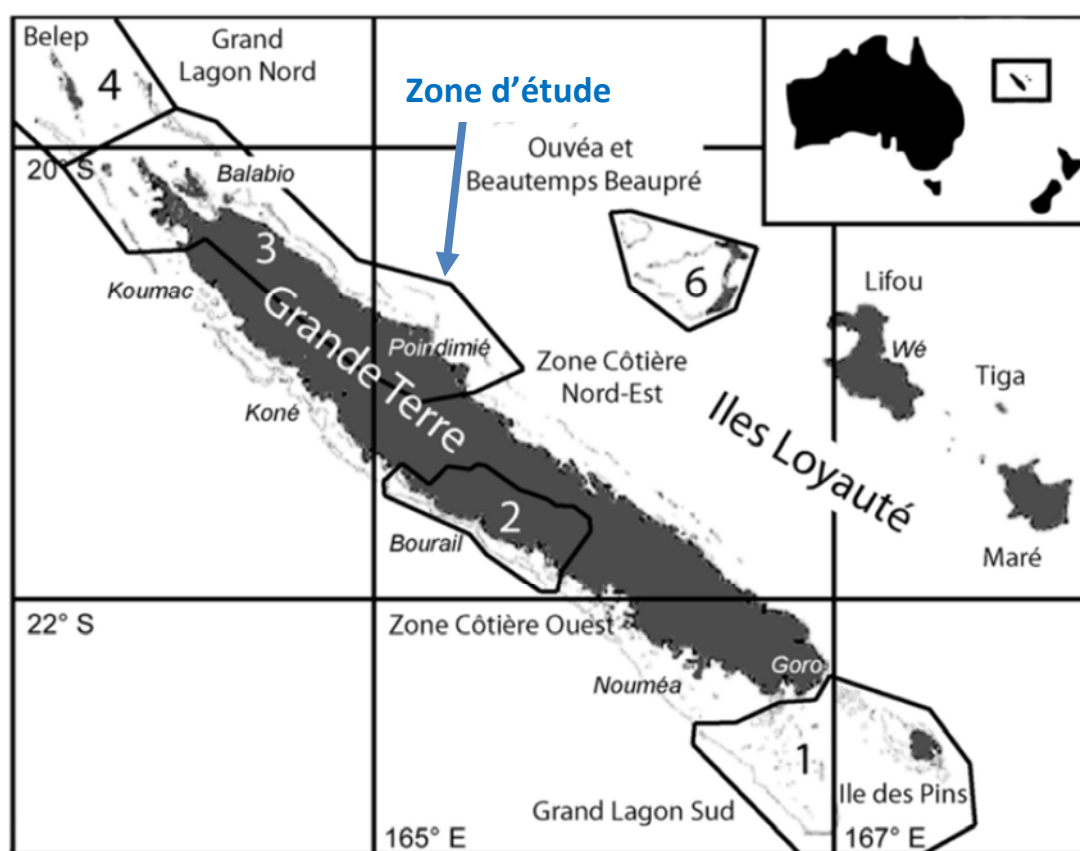 Belep
Grand
Lagon Nord
4
Zone d'étude
Ouvéa et
Beautemps Beaupré
20° S
Balabio
3
6
Koumac
Lifou
Grande Terre
Poindimié
Wé
Zone Côtière
Nord-Est
Tiga
Koné
Iles Loyauté
2
Bourail
Maré
22° S
Zone Côtière Ouest
Goro
Nouméa
1
Ile des Pins
Grand Lagon Sud
165° E
167° E